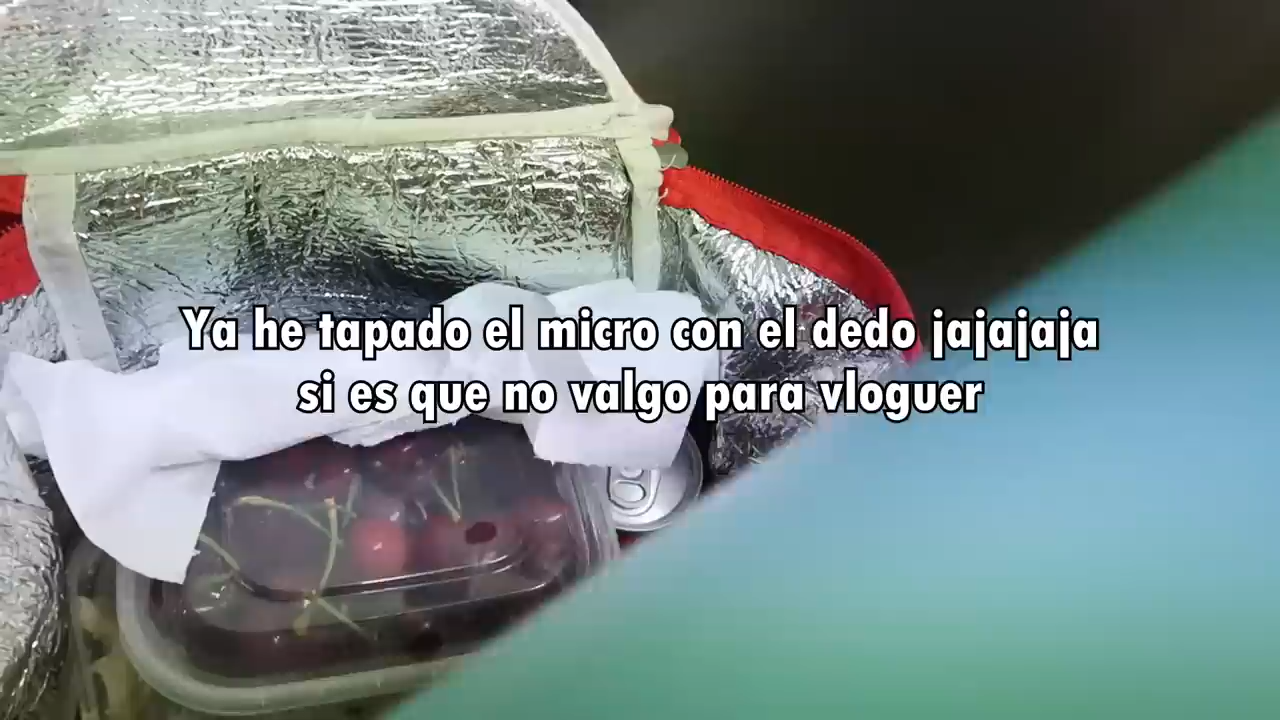 Ya he tapado el micro con el dedo jajajaja
si es que no valgo para vloguer